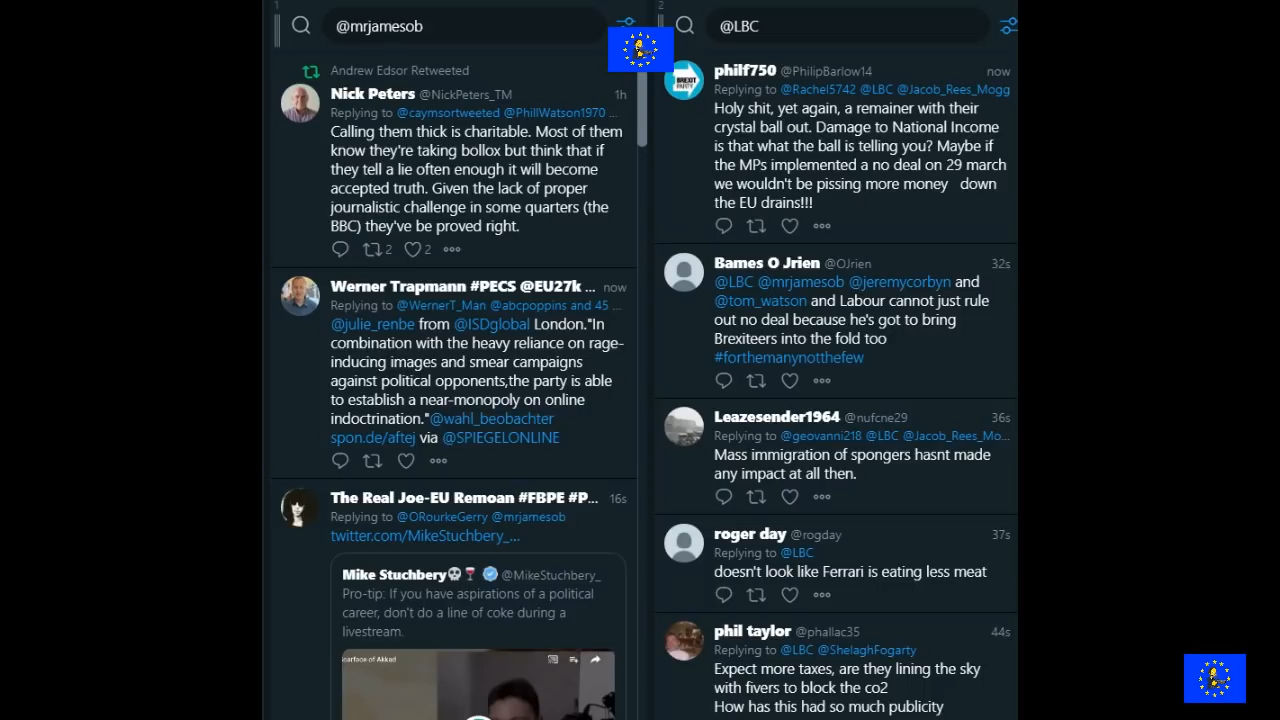 1
@mrjamesob
Andrew Edsor Retweeted
Nick Peters @NickPeters_TM 1h
Replying to @caymsortweeted @PhillWatson1970 ...
Calling them thick is charitable. Most of them
know they're taking bollox but think that if
they tell a lie often enough it will become
accepted truth. Given the lack of proper
journalistic challenge in some quarters (the
BBC) they've be proved right.
2 2
Werner Trapmann #PECS @EU27k ... now
Replying to @WernerT_Man @abcpoppins and 45 ...
@julie_renbe from @ISDglobal London."In
combination with the heavy reliance on rage-
inducing images and smear campaigns
against political opponents,the party is able
to establish a near-monopoly on online
indoctrination."@wahl_beobachter
spon.de/aftej via @SPIEGELONLINE
The Real Joe-EU Remoan #FBPE #P... 16s
Replying to @ORourkeGerry @mrjamesob
twitter.com/MikeStuchbery_...
Mike Stuchbery @MikeStuchbery_
Pro-tip: If you have aspirations of a political
career, don't do a line of coke during a
livestream.
scarface of Akkad
2
@LBC
philf750 @PhilipBarlow14 now
Replying to @Rachel5742 @LBC @Jacob_Rees_Mogg
Holy shit, yet again, a remainer with their
crystal ball out. Damage to National Income
is that what the ball is telling you? Maybe if
the MPs implemented a no deal on 29 march
we wouldn't be pissing more money down
the EU drains!!!
Bames O Jrien @OJrien 32s
@LBC @mrjamesob @jeremycorbyn and
@tom_watson and Labour cannot just rule
out no deal because he's got to bring
Brexiteers into the fold too
#forthemanynotthefew
Leazesender1964 @nufcne29 36s
Replying to @geovanni218 @LBC @Jacob_Rees_Mo...
Mass immigration of spongers hasnt made
any impact at all then.
roger day @rogday 37s
Replying to @LBC
doesn't look like Ferrari is eating less meat
phil taylor @phallac35 44s
Replying to @LBC @ShelaghFogarty
Expect more taxes, are they lining the sky
with fivers to block the co2
How has this had so much publicity
BREXIT
PARTY